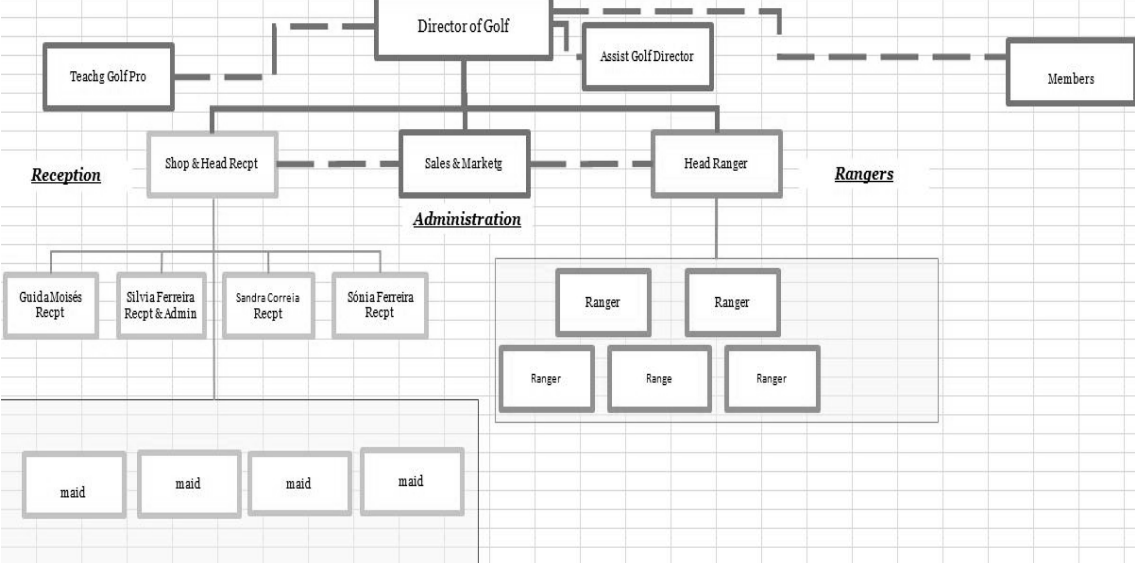 Director of Golf
Assist Golf Director
Teachg Golf Pro
Members
Shop & Head Recpt
Sales & Marketg
Head Ranger
Reception
Rangers
Administration
Guida Moisés
Recpt
Silvia Ferreira
Recpt & Admin
Sandra Correia
Recpt
Sónia Ferreira
Recpt
Ranger
Ranger
Ranger
Range
Ranger
maid
maid
maid
maid